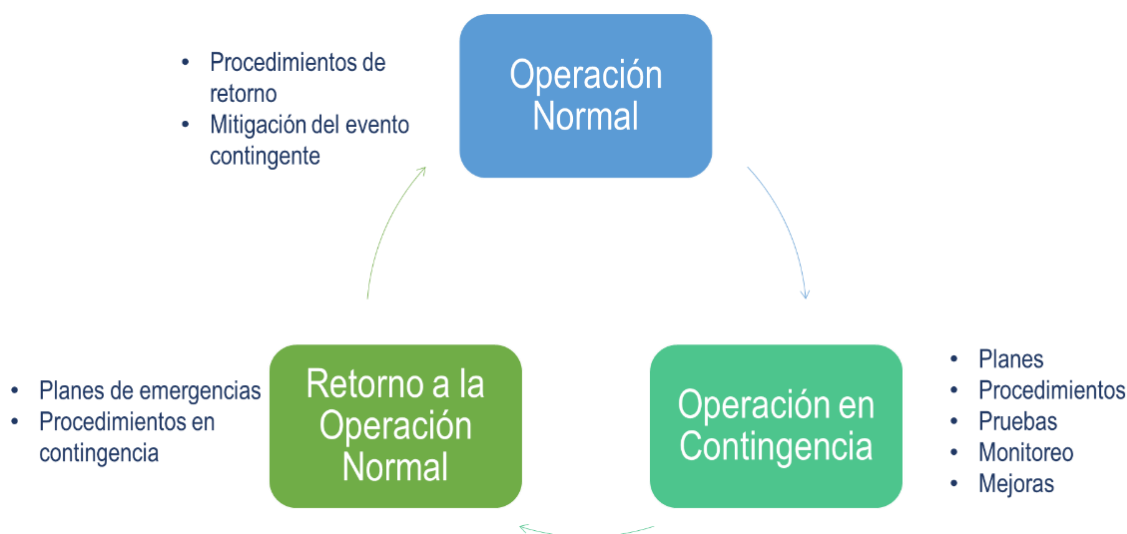 • Procedimientos de
retorno
• Mitigación del evento
contingente
Operación
Normal
• Planes de emergencias
• Procedimientos en
contingencia
Retorno a la
Operación
Normal
Operación en
Contingencia
• Planes
• Procedimientos
• Pruebas
• Monitoreo
• Mejoras